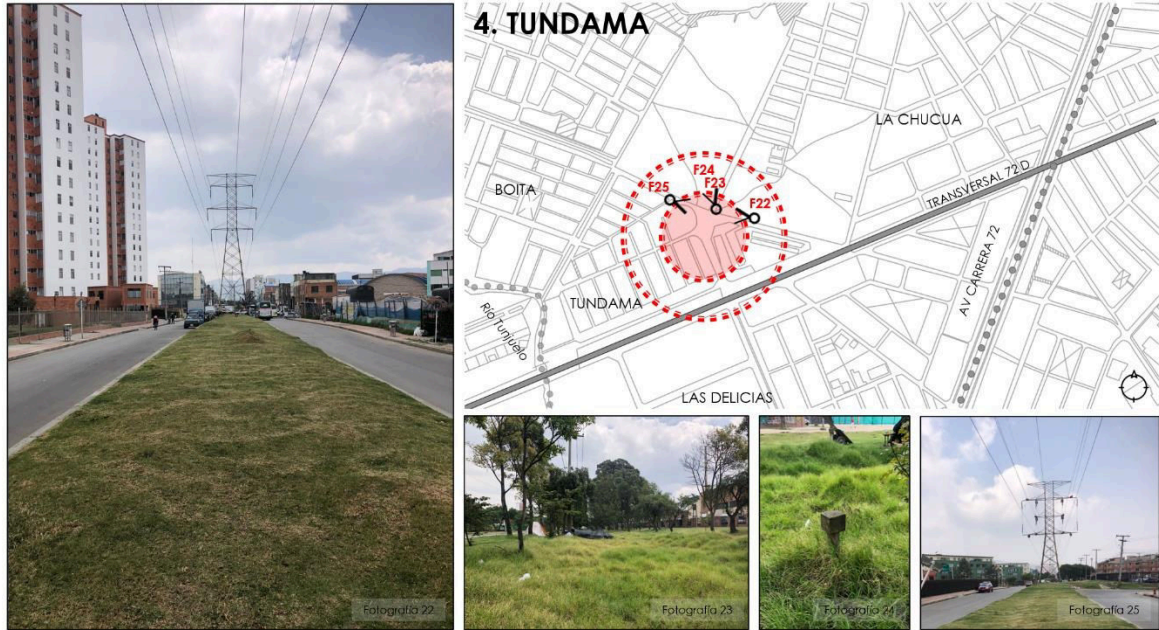 4. TUNDAMA
LA CHUCUA
TRANSVERSAL 72 D
BOITA
F24
F25
F23
F22
AV CARRERA 72
TUNDAMA
Río Tunjuelo
LAS DELICIAS
Fotografía 22
Fotografía 23
Fotografía 24
Fotografía 25